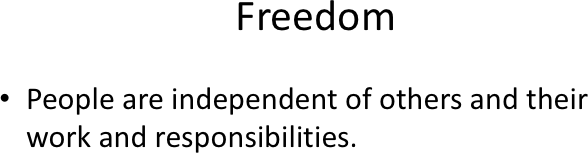 Freedom
• People are independent of others and their
work and responsibilities.